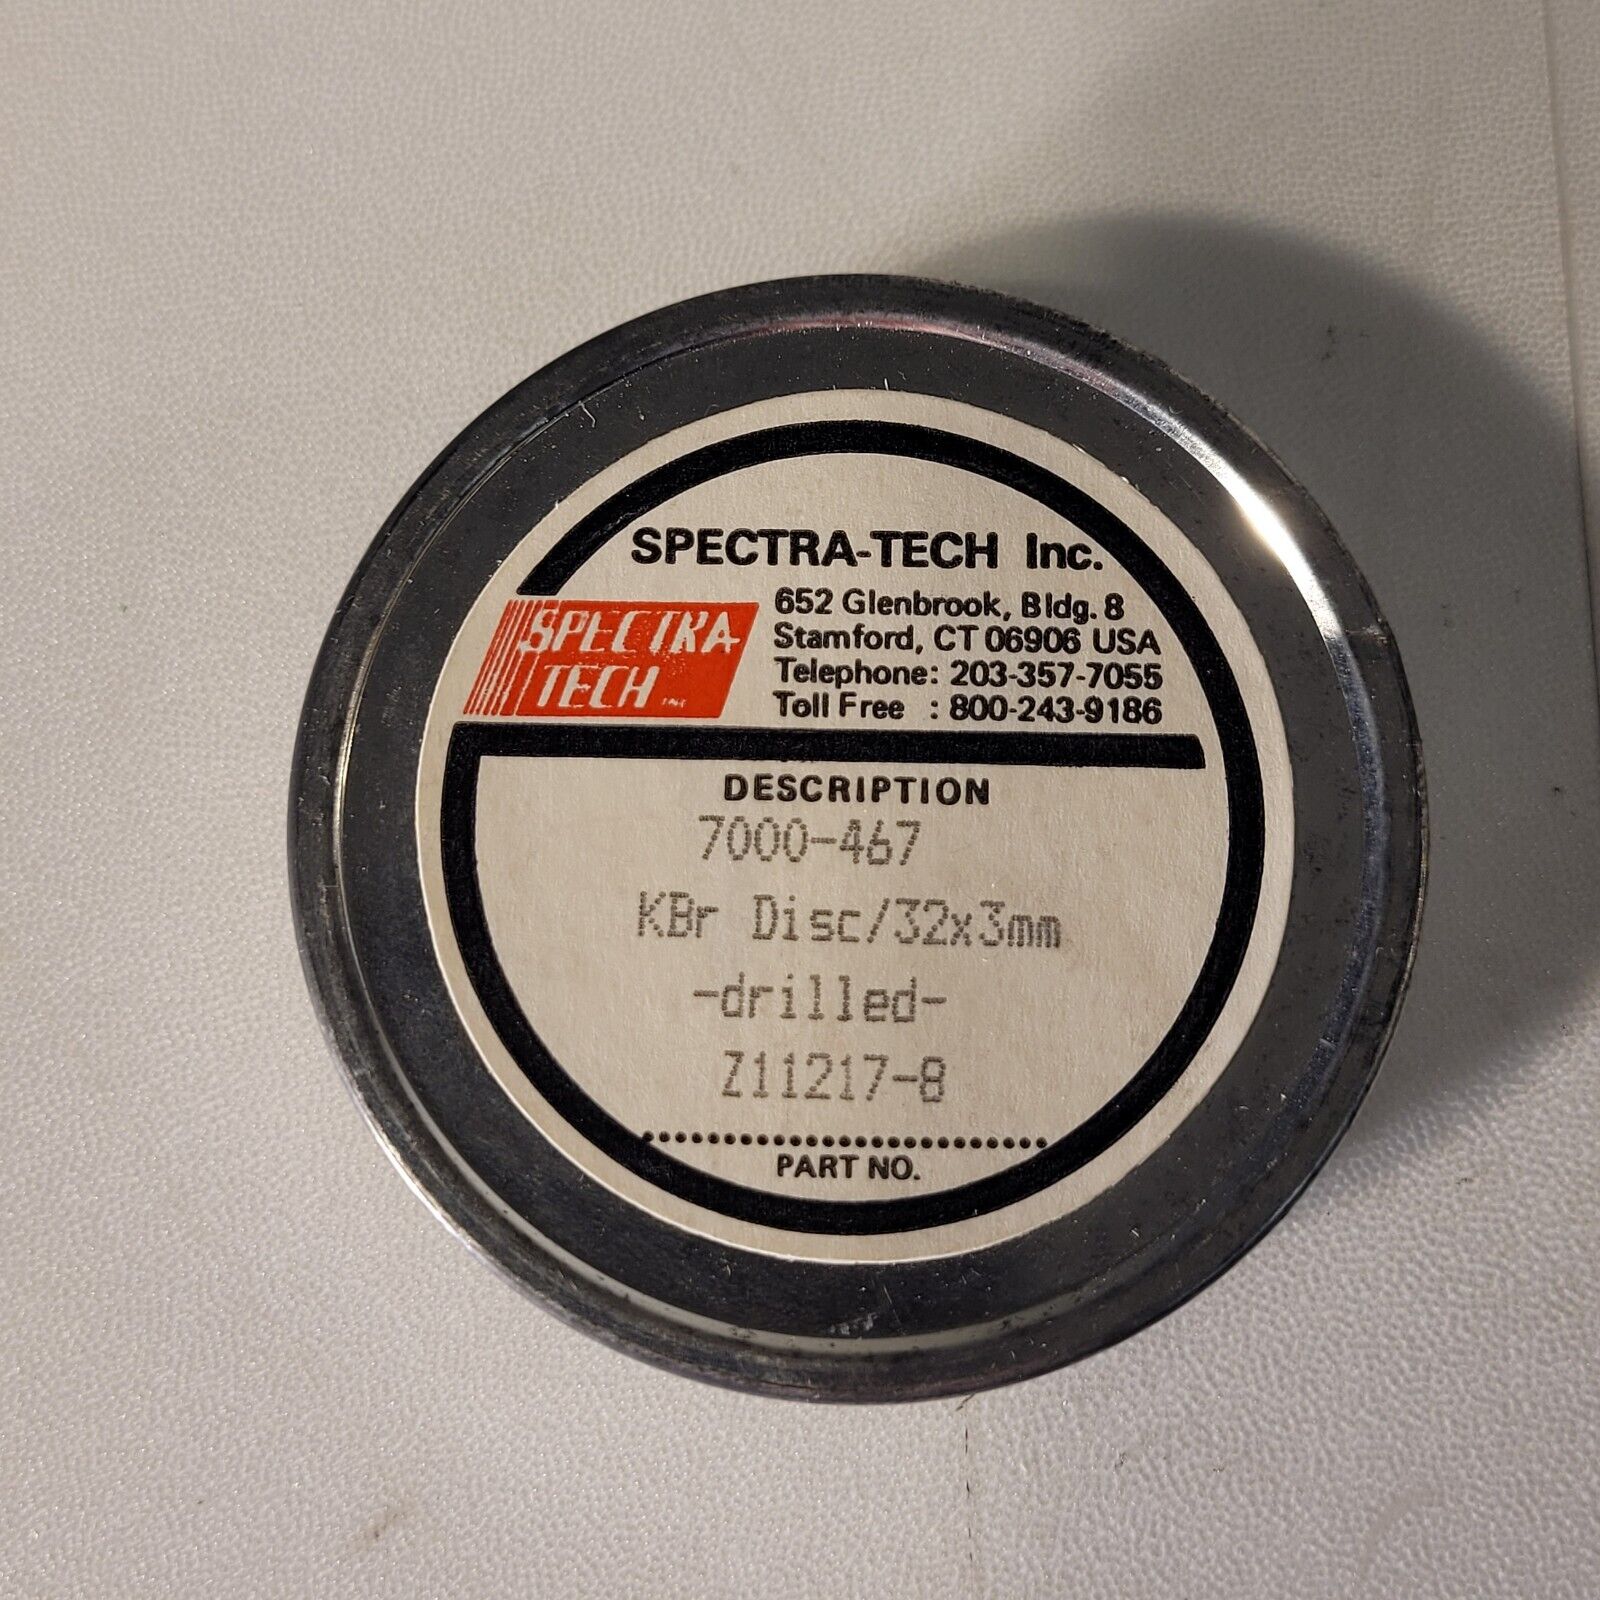 SPECTRA-TECH Inc.
SPECTRA-
TECH INC
652 Glenbrook, Bldg. 8
Stamford, CT 06906 USA
Telephone: 203-357-7055
Toll Free : 800-243-9186
DESCRIPTION
7000-467
KBr Disc/32x3mm
-drilled-
Z11217-8
PART NO.